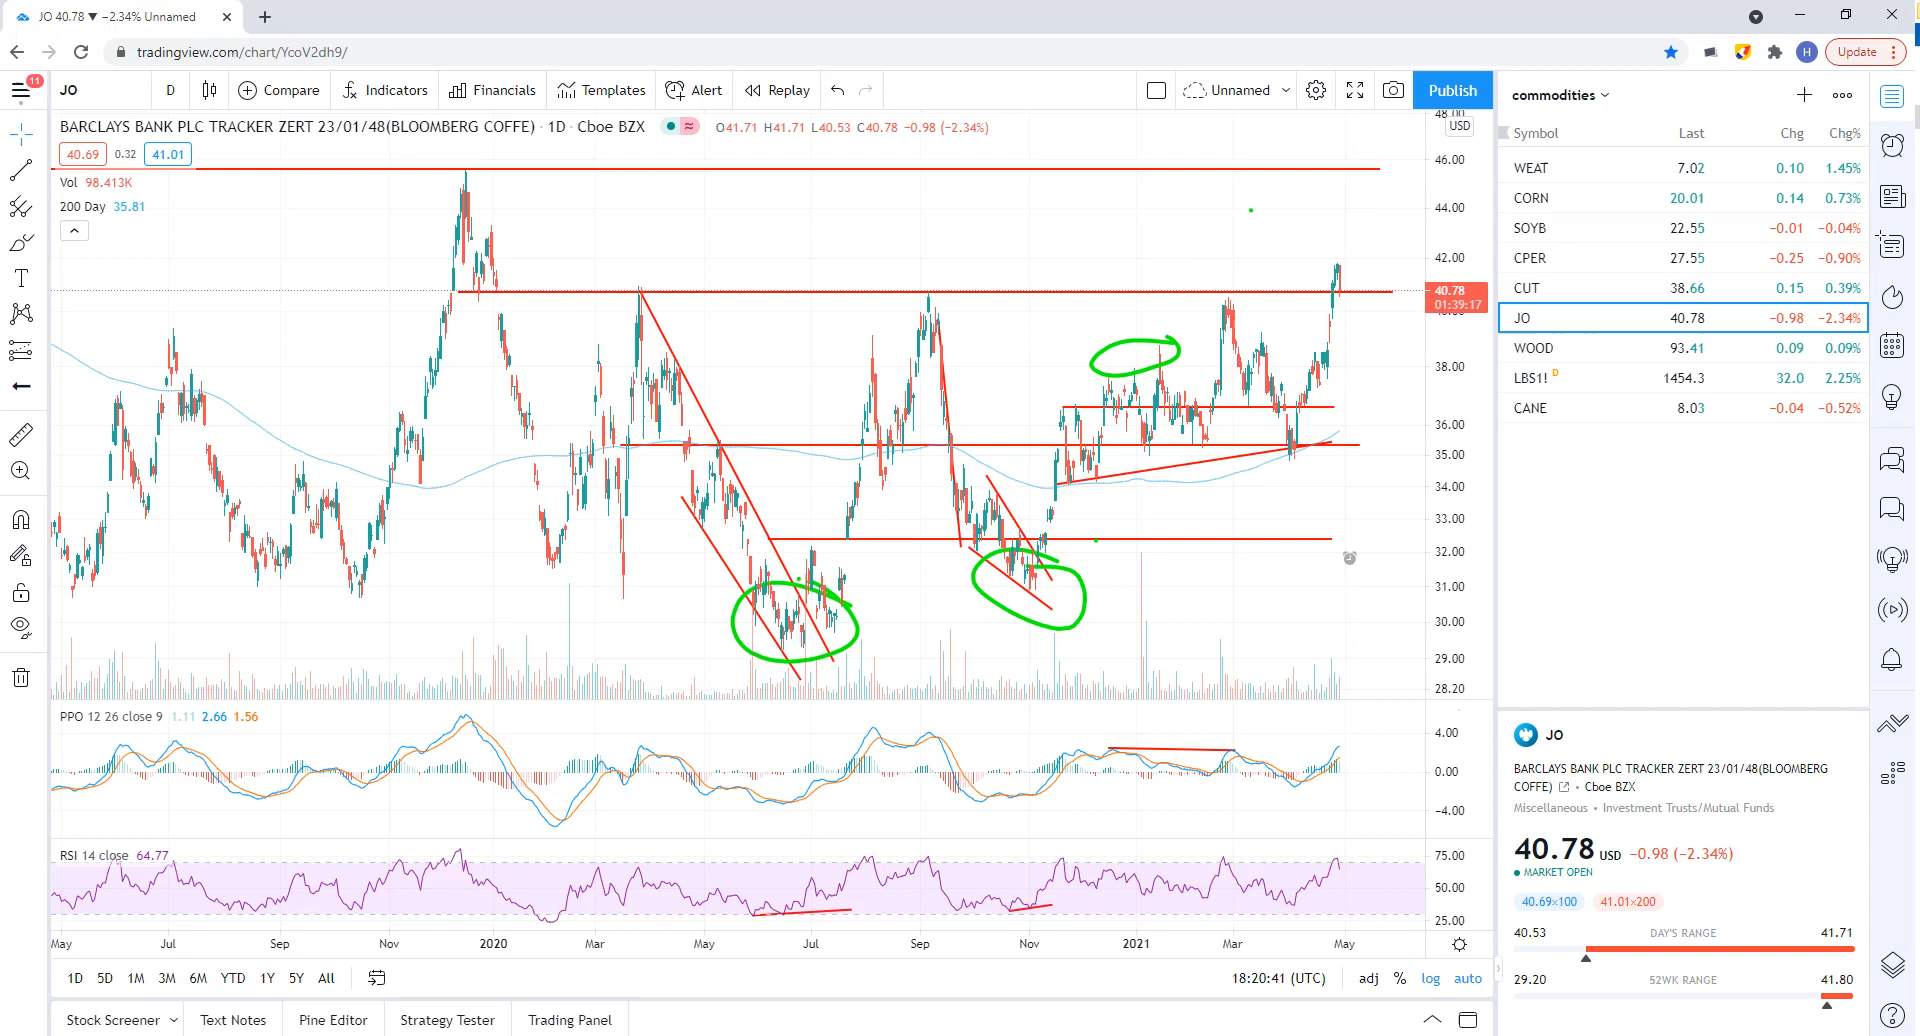 JO 40.78 ▼ −2.34% Unnamed
tradingview.com/chart/YcoV2dh9/
H
Update
11
JO D Compare Indicators Financials Templates Alert Replay Unnamed Publish
BARCLAYS BANK PLC TRACKER ZERT 23/01/48(BLOOMBERG COFFE) · 1D · Cboe BZX O41.71 H41.71 L40.53 C40.78 −0.98 (−2.34%)
40.69 0.32 41.01
Vol 98.413K
200 Day 35.81
48.00
USD
46.00
44.00
42.00
40.78
01:39:17
40.00
38.00
36.00
35.00
34.00
33.00
32.00
31.00
30.00
29.00
28.20
PPO 12 26 close 9 1.11 2.66 1.56
4.00
0.00
−4.00
RSI 14 close 64.77
75.00
50.00
25.00
May Jul Sep Nov 2020 Mar May Jul Sep Nov 2021 Mar May
1D 5D 1M 3M 6M YTD 1Y 5Y All 18:20:41 (UTC) adj % log auto
Stock Screener Text Notes Pine Editor Strategy Tester Trading Panel
commodities
Symbol Last Chg Chg%
WEAT 7.02 0.10 1.45%
CORN 20.01 0.14 0.73%
SOYB 22.55 −0.01 −0.04%
CPER 27.55 −0.25 −0.90%
CUT 38.66 0.15 0.39%
JO 40.78 −0.98 −2.34%
WOOD 93.41 0.09 0.09%
LBS1! D 1454.3 32.0 2.25%
CANE 8.03 −0.04 −0.52%
JO
BARCLAYS BANK PLC TRACKER ZERT 23/01/48(BLOOMBERG
COFFE) • Cboe BZX
Miscellaneous • Investment Trusts/Mutual Funds
40.78 USD −0.98 (−2.34%)
MARKET OPEN
40.69×100 41.01×200
40.53 DAY'S RANGE 41.71
29.20 52WK RANGE 41.80